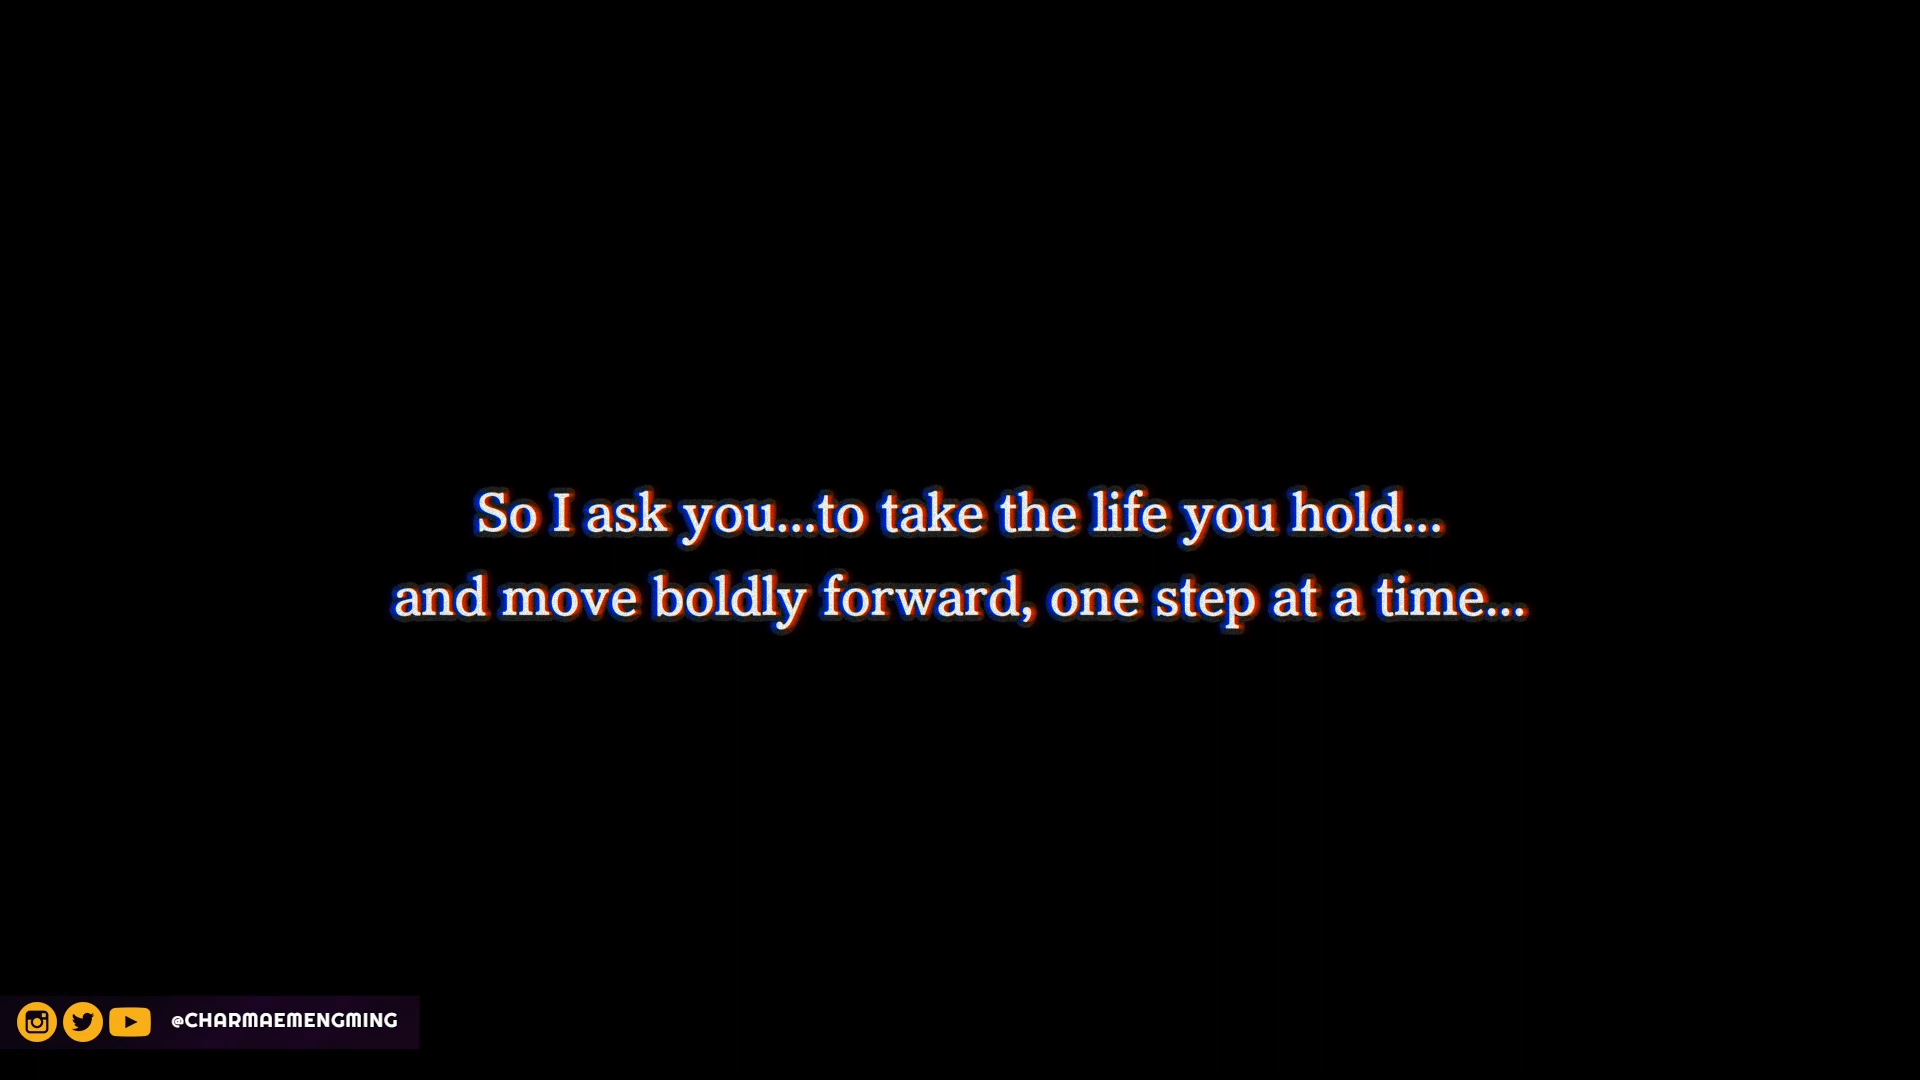 So I ask you...to take the life you hold...
and move boldly forward, one step at a time...
@CHARMAEMENGMING